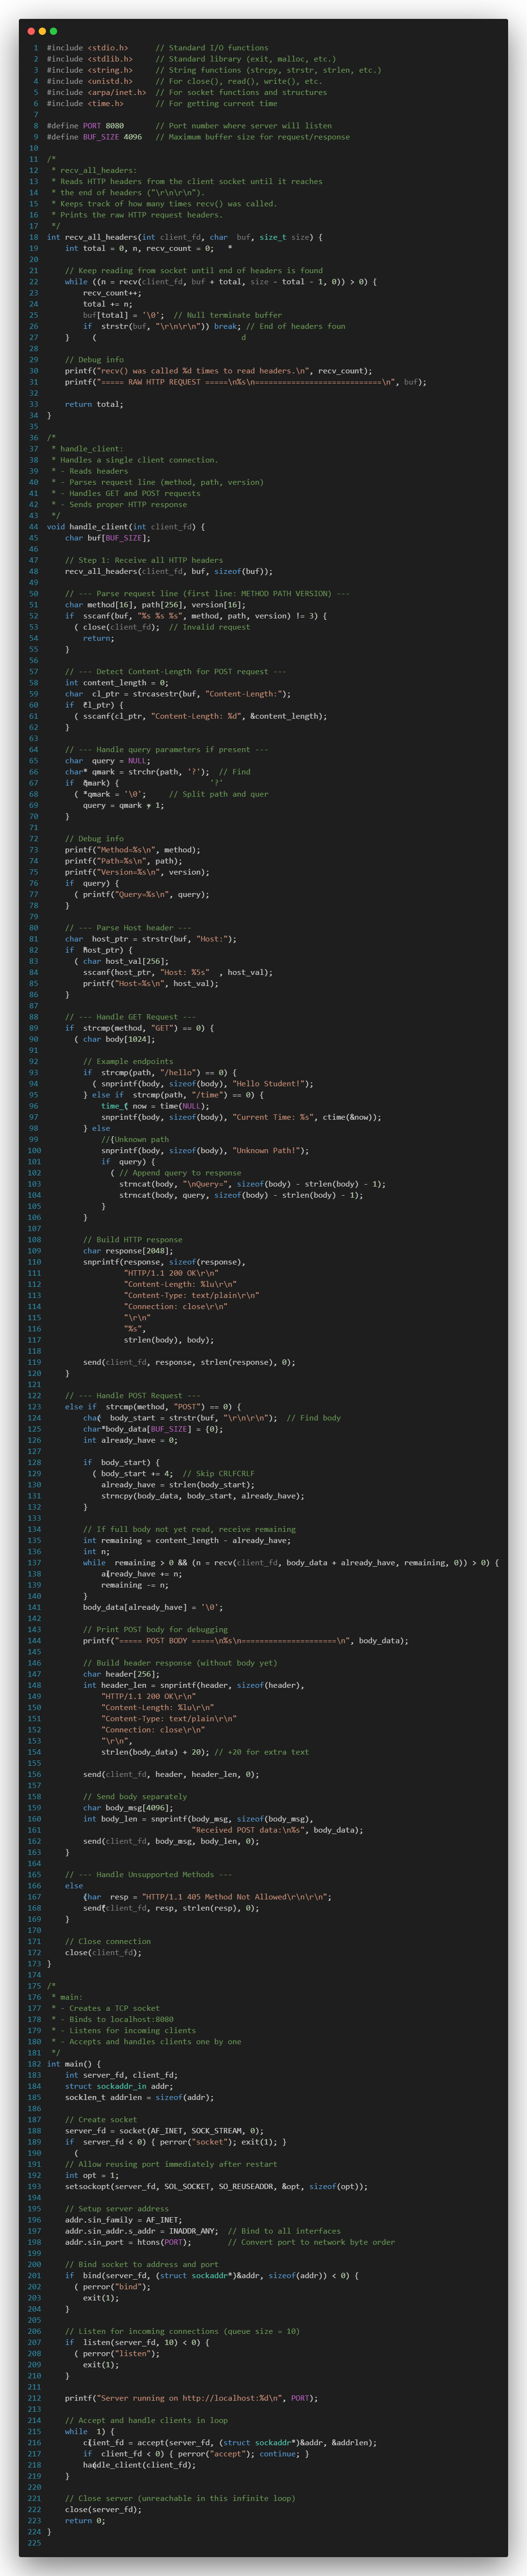 1 #include <stdio.h>      // Standard I/O functions
2 #include <stdlib.h>     // Standard library (exit, malloc, etc.)
3 #include <string.h>     // String functions (strcpy, strstr, strlen, etc.)
4 #include <unistd.h>     // For close(), read(), write(), etc.
5 #include <arpa/inet.h>  // For socket functions and structures
6 #include <time.h>       // For getting current time
7
8 #define PORT 8080       // Port number where server will listen
9 #define BUF_SIZE 4096   // Maximum buffer size for request/response
10
11 /*
12  * recv_all_headers:
13  * Reads HTTP headers from the client socket until it reaches
14  * the end of headers ("\r\n\r\n").
15  * Keeps track of how many times recv() was called.
16  * Prints the raw HTTP request headers.
17  */
18 int recv_all_headers(int client_fd, char  buf, size_t size) {
19     int total = 0, n, recv_count = 0;   *
20
21     // Keep reading from socket until end of headers is found
22     while ((n = recv(client_fd, buf + total, size - total - 1, 0)) > 0) {
23         recv_count++;
24         total += n;
25         buf[total] = '\0';  // Null terminate buffer
26         if  strstr(buf, "\r\n\r\n")) break; // End of headers foun
27     }     (                                d
28
29     // Debug info
30     printf("recv() was called %d times to read headers.\n", recv_count);
31     printf("===== RAW HTTP REQUEST =====\n%s\n============================\n", buf);
32
33     return total;
34 }
35
36 /*
37  * handle_client:
38  * Handles a single client connection.
39  * - Reads headers
40  * - Parses request line (method, path, version)
41  * - Handles GET and POST requests
42  * - Sends proper HTTP response
43  */
44 void handle_client(int client_fd) {
45     char buf[BUF_SIZE];
46
47     // Step 1: Receive all HTTP headers
48     recv_all_headers(client_fd, buf, sizeof(buf));
49
50     // --- Parse request line (first line: METHOD PATH VERSION) ---
51     char method[16], path[256], version[16];
52     if  sscanf(buf, "%s %s %s", method, path, version) != 3) {
53       ( close(client_fd);  // Invalid request
54         return;
55     }
56
57     // --- Detect Content-Length for POST request ---
58     int content_length = 0;
59     char  cl_ptr = strcasestr(buf, "Content-Length:");
60     if  *cl_ptr) {
61       ( sscanf(cl_ptr, "Content-Length: %d", &content_length);
62     }
63
64     // --- Handle query parameters if present ---
65     char  query = NULL;
66     char* qmark = strchr(path, '?');  // Find
67     if  qmark) {                    '?'
68       ( *qmark = '\0';     // Split path and quer
69         query = qmark + 1;
70     }
71
72     // Debug info
73     printf("Method=%s\n", method);
74     printf("Path=%s\n", path);
75     printf("Version=%s\n", version);
76     if  query) {
77       ( printf("Query=%s\n", query);
78     }
79
80     // --- Parse Host header ---
81     char  host_ptr = strstr(buf, "Host:");
82     if  host_ptr) {
83       ( char host_val[256];
84         sscanf(host_ptr, "Host: %5s"  , host_val);
85         printf("Host=%s\n", host_val);
86     }
87
88     // --- Handle GET Request ---
89     if  strcmp(method, "GET") == 0) {
90       ( char body[1024];
91
92         // Example endpoints
93         if  strcmp(path, "/hello") == 0) {
94           ( snprintf(body, sizeof(body), "Hello Student!");
95         } else if  strcmp(path, "/time") == 0) {
96             time_t now = time(NULL);
97             snprintf(body, sizeof(body), "Current Time: %s", ctime(&now));
98         } else
99             //{Unknown path
100             snprintf(body, sizeof(body), "Unknown Path!");
101             if  query) {
102               ( // Append query to response
103                 strncat(body, "\nQuery=", sizeof(body) - strlen(body) - 1);
104                 strncat(body, query, sizeof(body) - strlen(body) - 1);
105             }
106         }
107
108         // Build HTTP response
109         char response[2048];
110         snprintf(response, sizeof(response),
111                  "HTTP/1.1 200 OK\r\n"
112                  "Content-Length: %lu\r\n"
113                  "Content-Type: text/plain\r\n"
114                  "Connection: close\r\n"
115                  "\r\n"
116                  "%s",
117                  strlen(body), body);
118
119         send(client_fd, response, strlen(response), 0);
120     }
121
122     // --- Handle POST Request ---
123     else if  strcmp(method, "POST") == 0) {
124         char  body_start = strstr(buf, "\r\n\r\n");  // Find body
125         char*body_data[BUF_SIZE] = {0};
126         int already_have = 0;
127
128         if  body_start) {
129           ( body_start += 4;  // Skip CRLFCRLF
130             already_have = strlen(body_start);
131             strncpy(body_data, body_start, already_have);
132         }
133
134         // If full body not yet read, receive remaining
135         int remaining = content_length - already_have;
136         int n;
137         while  remaining > 0 && (n = recv(client_fd, body_data + already_have, remaining, 0)) > 0) {
138             already_have += n;
139             remaining -= n;
140         }
141         body_data[already_have] = '\0';
142
143         // Print POST body for debugging
144         printf("===== POST BODY =====\n%s\n=====================\n", body_data);
145
146         // Build header response (without body yet)
147         char header[256];
148         int header_len = snprintf(header, sizeof(header),
149             "HTTP/1.1 200 OK\r\n"
150             "Content-Length: %lu\r\n"
151             "Content-Type: text/plain\r\n"
152             "Connection: close\r\n"
153             "\r\n",
154             strlen(body_data) + 20); // +20 for extra text
155
156         send(client_fd, header, header_len, 0);
157
158         // Send body separately
159         char body_msg[4096];
160         int body_len = snprintf(body_msg, sizeof(body_msg),
161                                 "Received POST data:\n%s", body_data);
162         send(client_fd, body_msg, body_len, 0);
163     }
164
165     // --- Handle Unsupported Methods ---
166     else
167         char  resp = "HTTP/1.1 405 Method Not Allowed\r\n\r\n";
168         send(client_fd, resp, strlen(resp), 0);
169     }
170
171     // Close connection
172     close(client_fd);
173 }
174
175 /*
176  * main:
177  * - Creates a TCP socket
178  * - Binds to localhost:8080
179  * - Listens for incoming clients
180  * - Accepts and handles clients one by one
181  */
182 int main() {
183     int server_fd, client_fd;
184     struct sockaddr_in addr;
185     socklen_t addrlen = sizeof(addr);
186
187     // Create socket
188     server_fd = socket(AF_INET, SOCK_STREAM, 0);
189     if  server_fd < 0) { perror("socket"); exit(1); }
190       (
191     // Allow reusing port immediately after restart
192     int opt = 1;
193     setsockopt(server_fd, SOL_SOCKET, SO_REUSEADDR, &opt, sizeof(opt));
194
195     // Setup server address
196     addr.sin_family = AF_INET;
197     addr.sin_addr.s_addr = INADDR_ANY;  // Bind to all interfaces
198     addr.sin_port = htons(PORT);        // Convert port to network byte order
199
200     // Bind socket to address and port
201     if  bind(server_fd, (struct sockaddr*)&addr, sizeof(addr)) < 0) {
202       ( perror("bind");
203         exit(1);
204     }
205
206     // Listen for incoming connections (queue size = 10)
207     if  listen(server_fd, 10) < 0) {
208       ( perror("listen");
209         exit(1);
210     }
211
212     printf("Server running on http://localhost:%d\n", PORT);
213
214     // Accept and handle clients in loop
215     while  1) {
216         client_fd = accept(server_fd, (struct sockaddr*)&addr, &addrlen);
217         if  client_fd < 0) { perror("accept"); continue; }
218         handle_client(client_fd);
219     }
220
221     // Close server (unreachable in this infinite loop)
222     close(server_fd);
223     return 0;
224 }
225